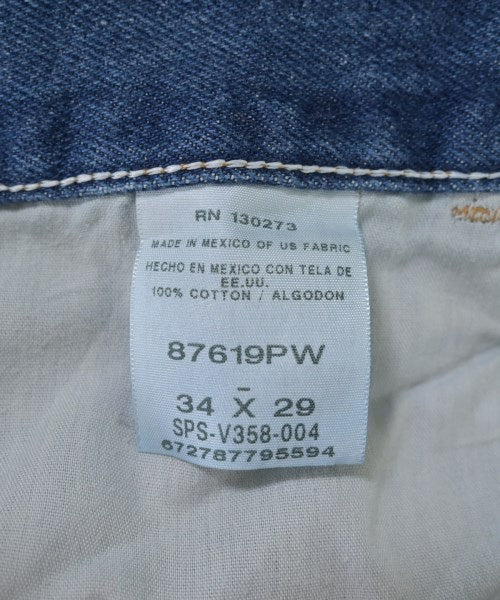 RN 130273
MADE IN MEXICO OF US FABRIC
HECHO EN MEXICO CON TELA DE
EE.UU.
100% COTTON / ALGODON
87619PW
-
34 X 29
SPS-V358-004
672787795594